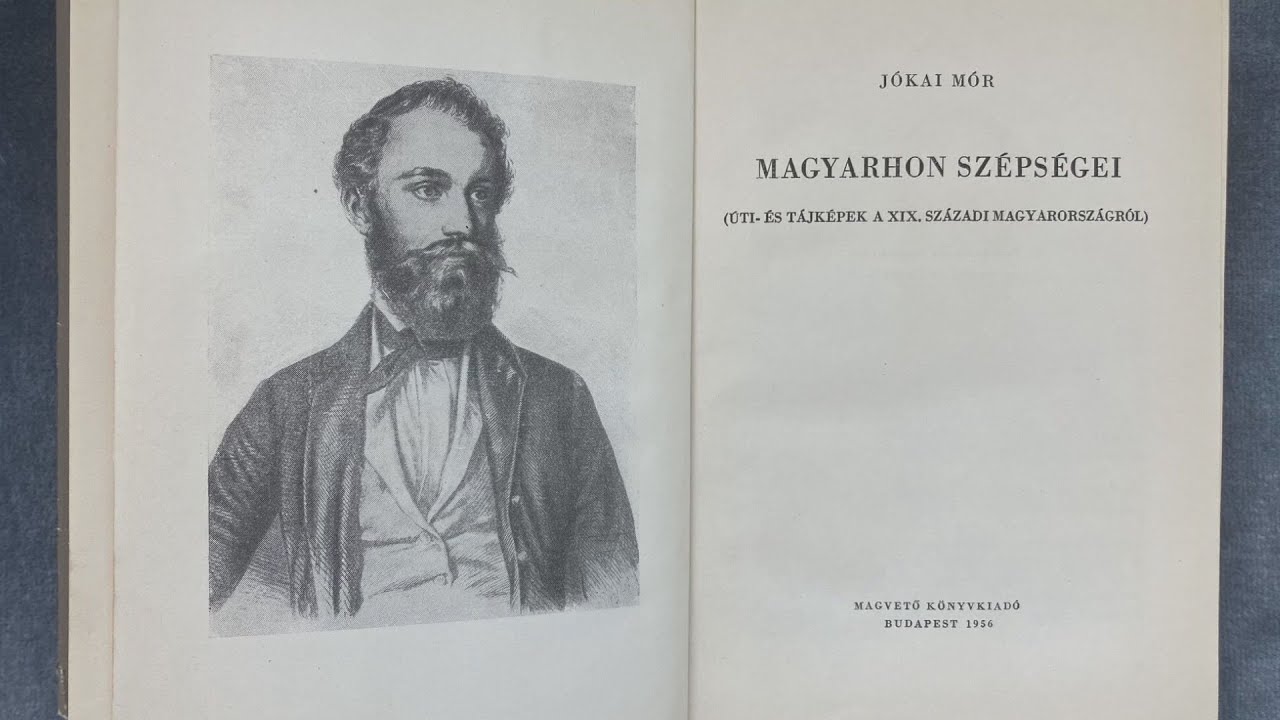 JÓKAI MÓR
MAGYARHON SZÉPSÉGEI
(ÚTI- ÉS TÁJKÉPEK A XIX. SZÁZADI MAGYARORSZÁGRÓL)
MAGVETŐ KÖNYVKIADÓ
BUDAPEST 1956